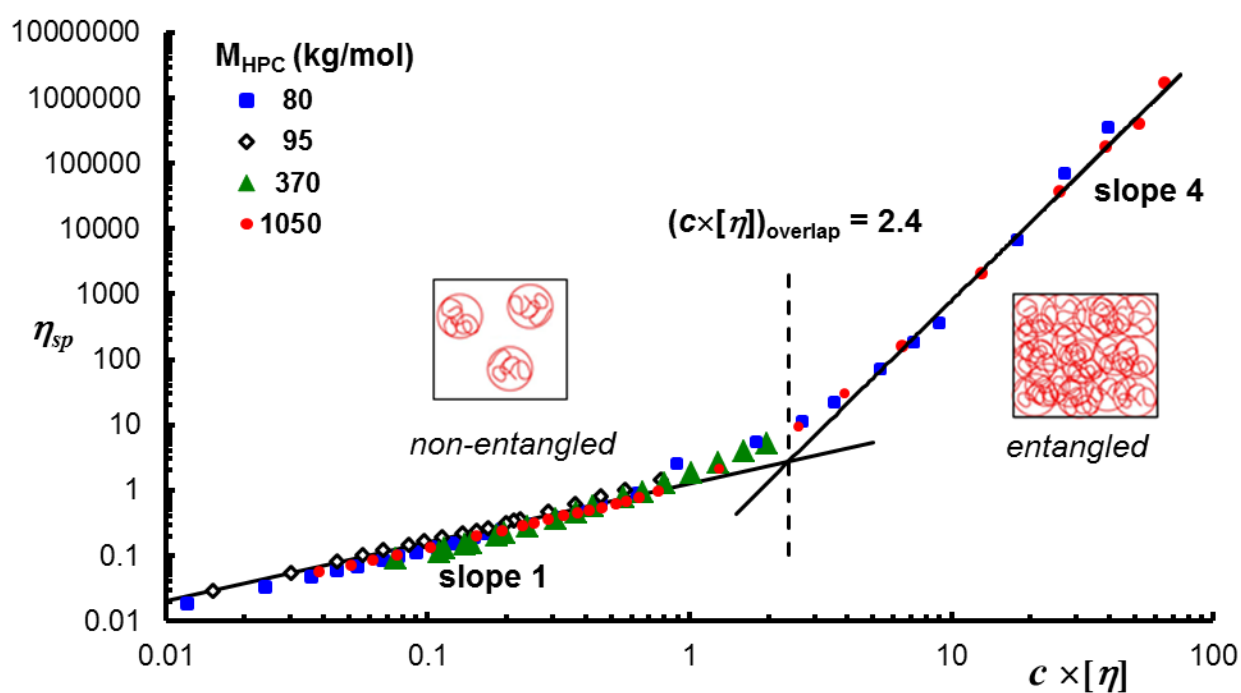 10000000
1000000
100000
10000
1000
100
10
1
0.1
0.01
η_sp
M_HPC (kg/mol)
80
95
370
1050
(c×[η])_overlap = 2.4
slope 4
non-entangled
entangled
slope 1
0.01
0.1
1
10
100
c ×[η]